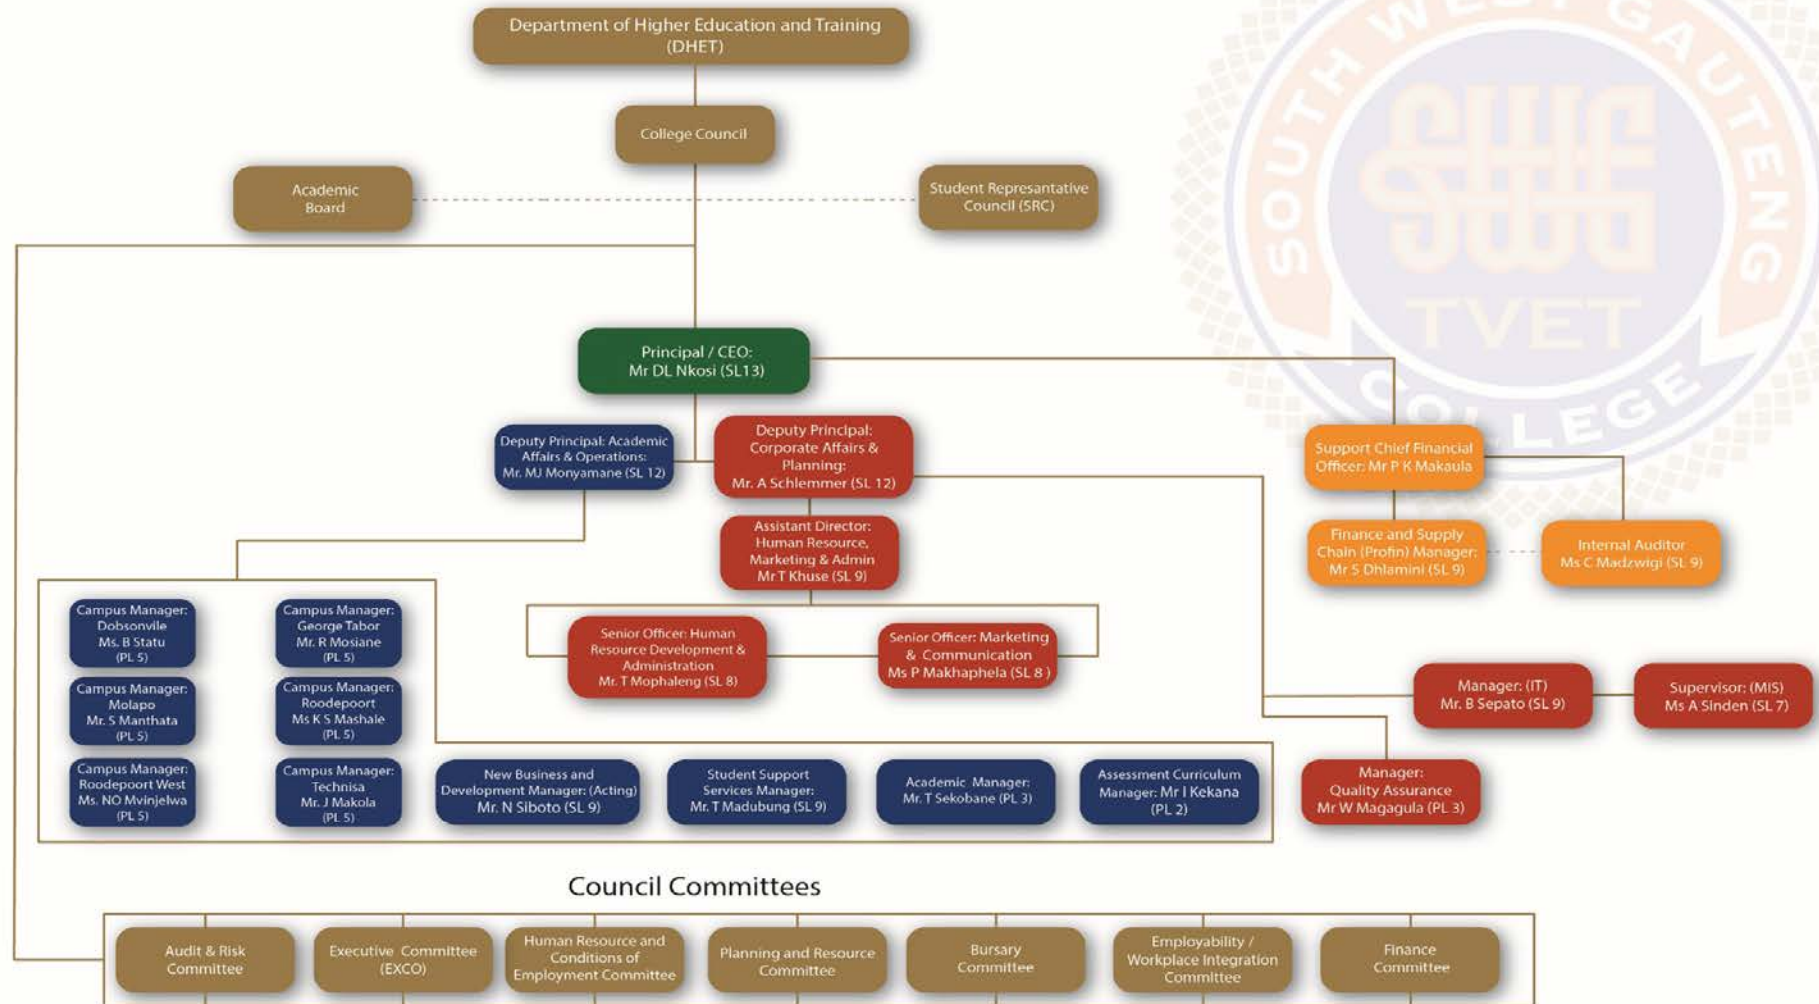 Department of Higher Education and Training
(DHET)
College Council
Academic
Board
Student Represantative
Council (SRC)
Principal / CEO:
Mr DL Nkosi (SL13)
Deputy Principal: Academic
Affairs & Operations:
Mr. MJ Monyamane (SL 12)
Deputy Principal:
Corporate Affairs &
Planning:
Mr. A Schlemmer (SL 12)
Support Chief Financial
Officer: Mr P K Makaula
Assistant Director:
Human Resource,
Marketing & Admin
Mr T Khuse (SL 9)
Finance and Supply
Chain (Profin) Manager:
Mr S Dhlamini (SL 9)
Internal Auditor
Ms C Madzwigi (SL 9)
Campus Manager:
Dobsonvile
Ms. B Statu
(PL 5)
Campus Manager:
George Tabor
Mr. R Mosiane
(PL 5)
Senior Officer: Human
Resource Development &
Administration
Mr. T Mophaleng (SL 8)
Senior Officer: Marketing
& Communication
Ms P Makhaphela (SL 8 )
Campus Manager:
Molapo
Mr. S Manthata
(PL 5)
Campus Manager:
Roodepoort
Ms K S Mashale
(PL 5)
Manager: (IT)
Mr. B Sepato (SL 9)
Supervisor: (MIS)
Ms A Sinden (SL 7)
Campus Manager:
Roodepoort West
Ms. NO Mvinjelwa
(PL 5)
Campus Manager:
Technisa
Mr. J Makola
(PL 5)
New Business and
Development Manager: (Acting)
Mr. N Siboto (SL 9)
Student Support
Services Manager:
Mr. T Madubung (SL 9)
Academic Manager:
Mr. T Sekobane (PL 3)
Assessment Curriculum
Manager: Mr I Kekana
(PL 2)
Manager:
Quality Assurance
Mr W Magagula (PL 3)
Council Committees
Audit & Risk
Committee
Executive Committee
(EXCO)
Human Resource and
Conditions of
Employment Committee
Planning and Resource
Committee
Bursary
Committee
Employability /
Workplace Integration
Committee
Finance
Committee
SOUTH WEST GAUTENG
TVET
COLLEGE